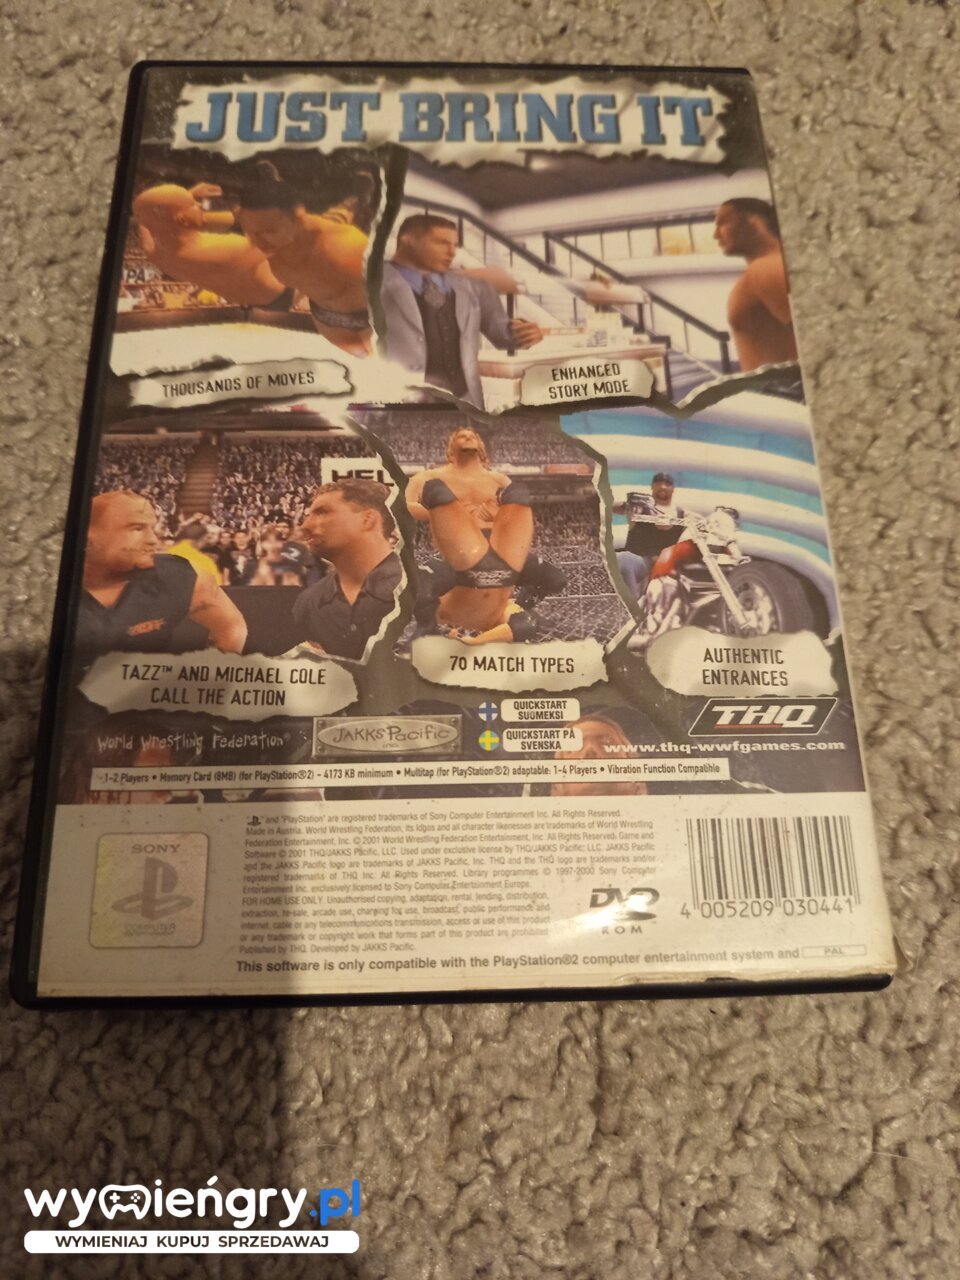 JUST BRING IT
THOUSANDS OF MOVES
ENHANCED
STORY MODE
HEL
TAZZ™ AND MICHAEL COLE
CALL THE ACTION
70 MATCH TYPES
AUTHENTIC
ENTRANCES
QUICKSTART
SUOMEKSI
QUICKSTART PÅ
SVENSKA
World Wrestling Federation®
JAKKS Pacific
INC.
THQ
www.thq-wwfgames.com
1-2 Players • Memory Card (8MB) (for PlayStation®2) - 4173 KB minimum • Multitap (for PlayStation®2) adaptable: 1-4 Players • Vibration Function Compatible
SONY
COMPUTER
and "PlayStation" are registered trademarks of Sony Computer Entertainment Inc. All Rights Reserved.
Made in Austria. World Wrestling Federation, its logos and all character likenesses are trademarks of World Wrestling
Federation Entertainment, Inc. © 2001 World Wrestling Federation Entertainment, Inc. All Rights Reserved. Game and
Software © 2001 THQ/JAKKS Pacific, LLC. Used under exclusive license by THQ/JAKKS Pacific, LLC. JAKKS Pacific
and the JAKKS Pacific logo are trademarks of JAKKS Pacific, Inc. THQ and the THQ logo are trademarks and/or
registered trademarks of THQ Inc. All Rights Reserved. Library programmes © 1997-2000 Sony Computer
Entertainment Inc. exclusively licensed to Sony Computer Entertainment Europe.
FOR HOME USE ONLY. Unauthorised copying, adaptation, rental, lending, distribution,
extraction, re-sale, arcade use, charging for use, broadcast, public performance and
internet, cable or any telecommunications transmission, access or use of this product
or any trademark or copyright work that forms part of this product are prohibited.
Published by THQ. Developed by JAKKS Pacific.
DVD
ROM
4 005209 030441
This software is only compatible with the PlayStation®2 computer entertainment system and PAL
wymieńgry.pl
WYMIENIAJ KUPUJ SPRZEDAWAJ